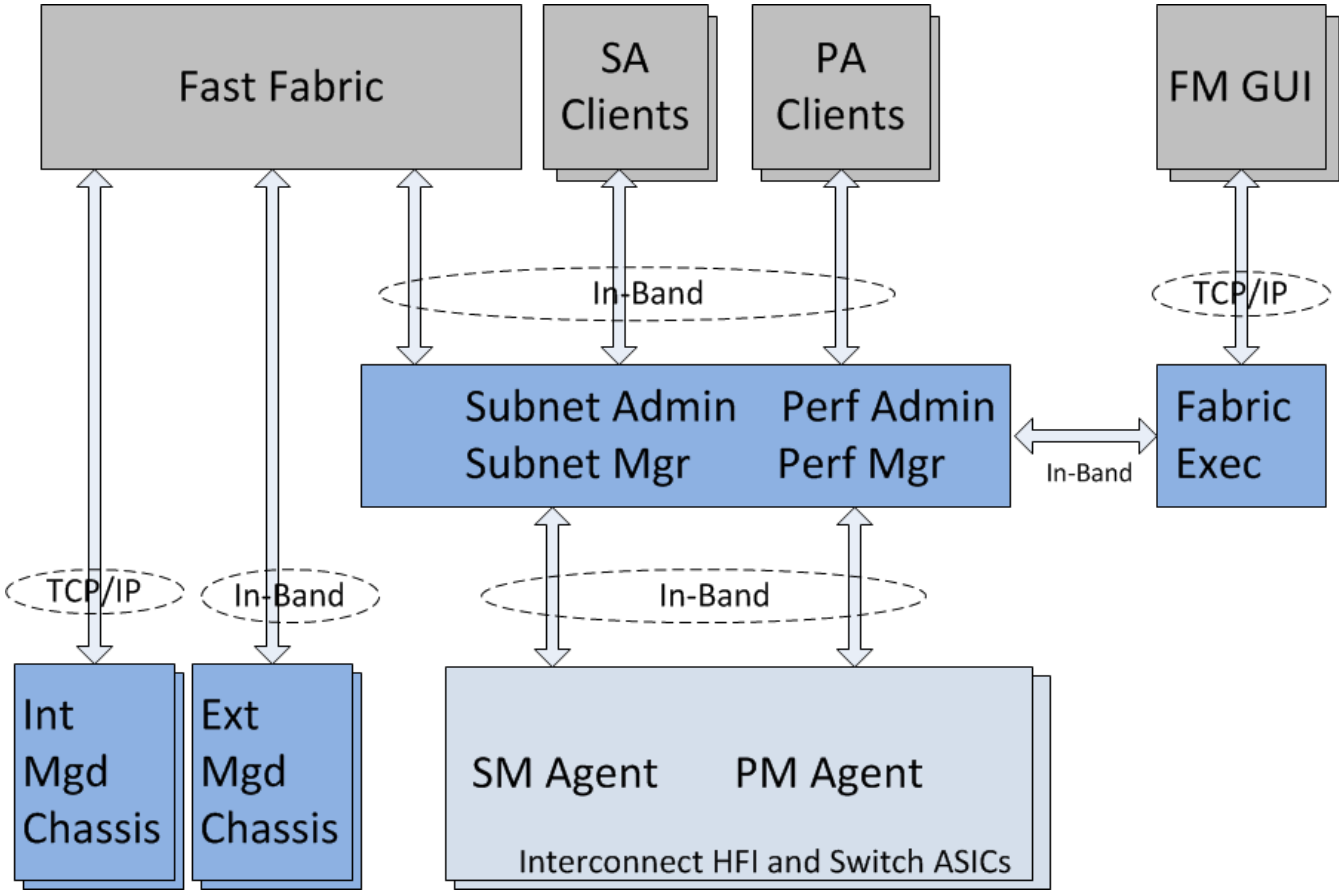 Fast Fabric
SA
Clients
PA
Clients
FM GUI
In-Band
TCP/IP
Subnet Admin Perf Admin
Subnet Mgr Perf Mgr
In-Band
Fabric
Exec
TCP/IP
In-Band
In-Band
Int
Mgd
Chassis
Ext
Mgd
Chassis
SM Agent PM Agent
Interconnect HFI and Switch ASICs